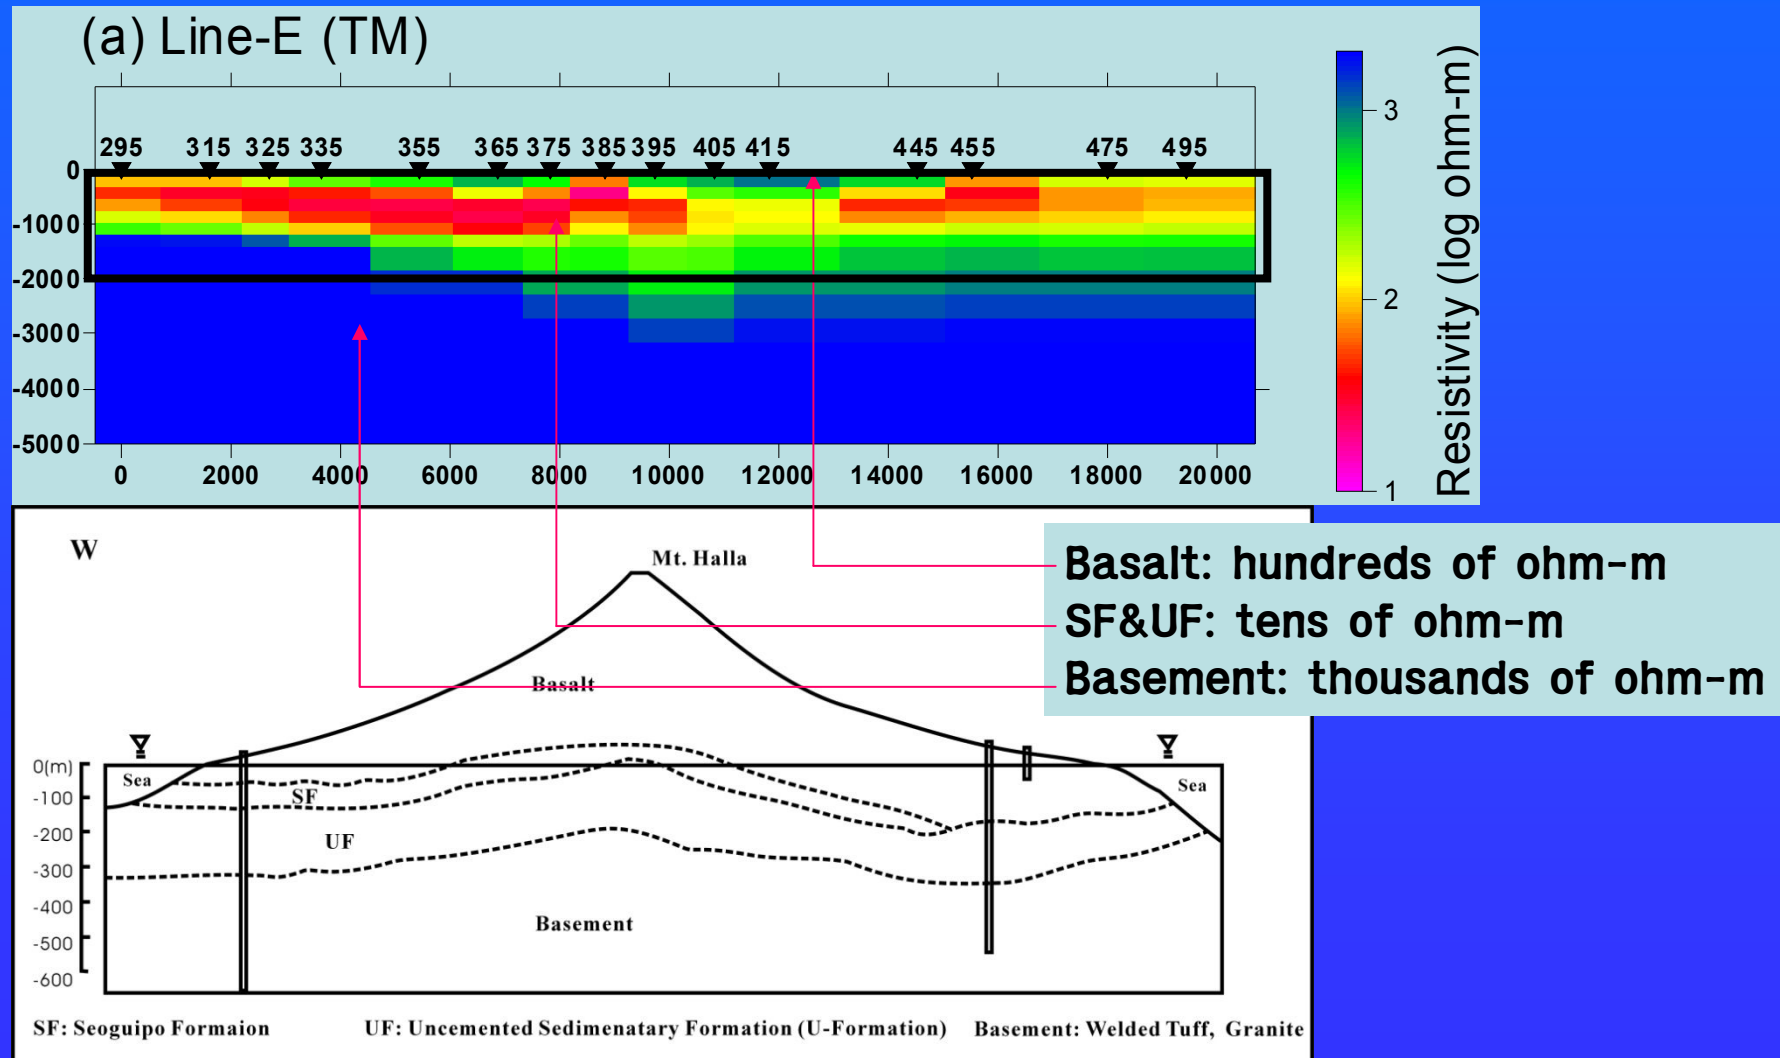 (a) Line-E (TM)
295 315 325 335 355 365 375 385 395 405 415 445 455 475 495
0
-1000
-2000
-3000
-4000
-5000
0 2000 4000 6000 8000 10000 12000 14000 16000 18000 20000
3
2
1
Resistivity (log ohm-m)
Basalt: hundreds of ohm-m
SF&UF: tens of ohm-m
Basement: thousands of ohm-m
W
Mt. Halla
Basalt
0(m)
-100
-200
-300
-400
-500
-600
Sea
SF
UF
Basement
Sea
SF: Seoguipo Formaion UF: Uncemented Sedimenatary Formation (U-Formation) Basement: Welded Tuff, Granite